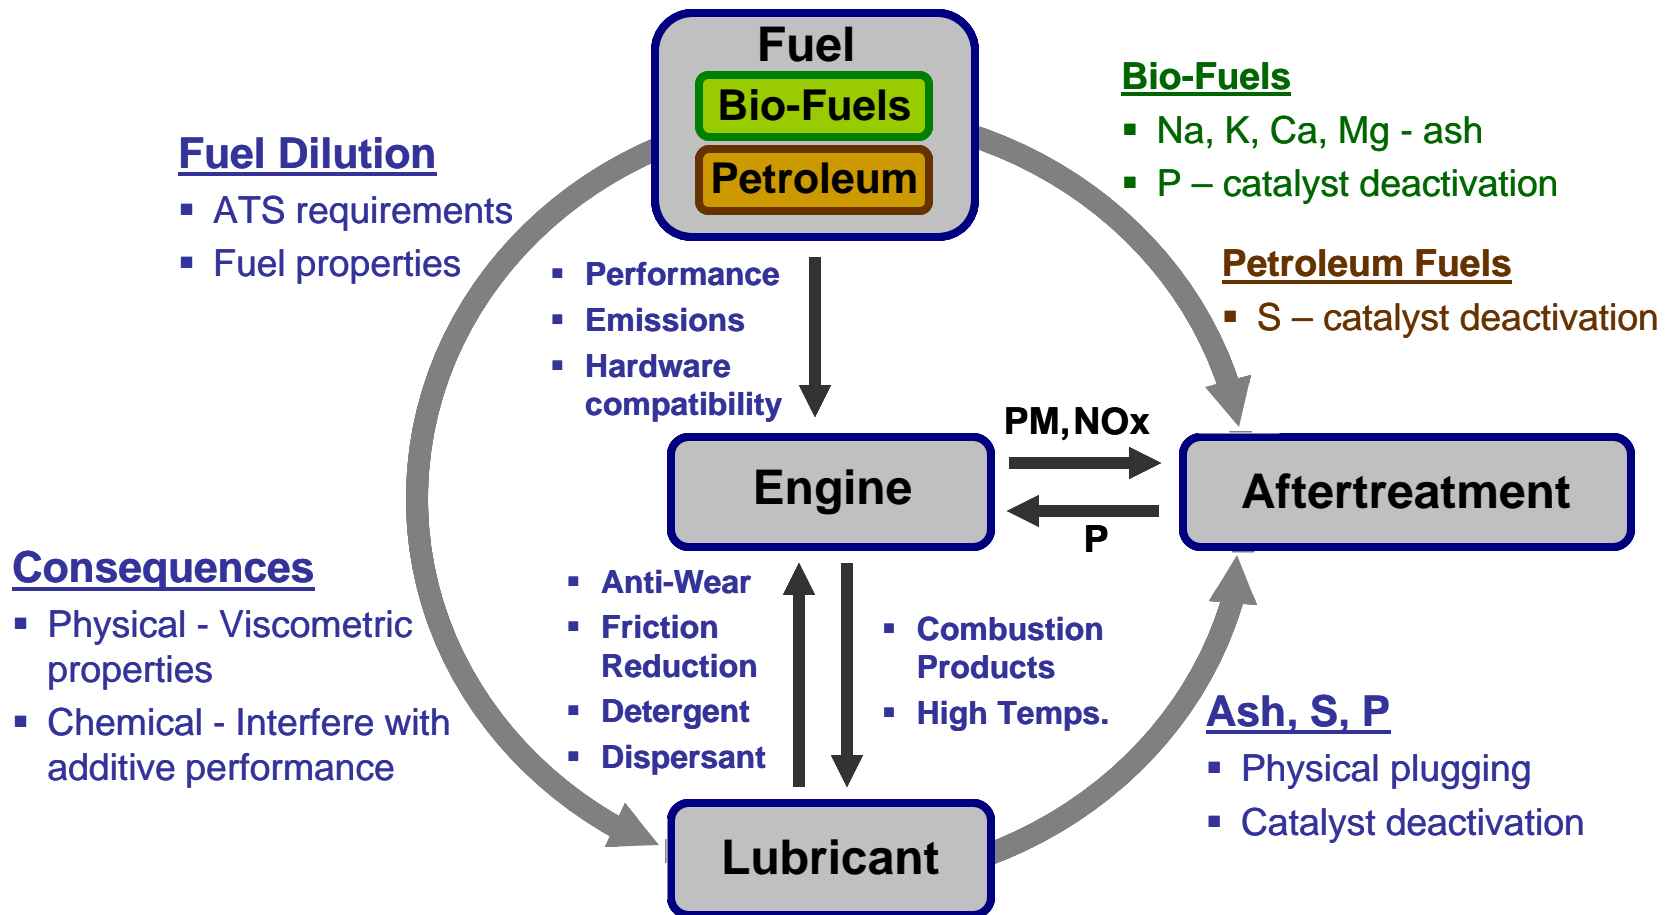 Fuel
Bio-Fuels
Petroleum
Fuel Dilution
▪ ATS requirements
▪ Fuel properties
Bio-Fuels
▪ Na, K, Ca, Mg - ash
▪ P – catalyst deactivation
Petroleum Fuels
▪ S – catalyst deactivation
▪ Performance
▪ Emissions
▪ Hardware
compatibility
PM, NOx
Engine
P
Aftertreatment
Consequences
▪ Physical - Viscometric
properties
▪ Chemical - Interfere with
additive performance
▪ Anti-Wear
▪ Friction
Reduction
▪ Detergent
▪ Dispersant
▪ Combustion
Products
▪ High Temps.
Ash, S, P
▪ Physical plugging
▪ Catalyst deactivation
Lubricant